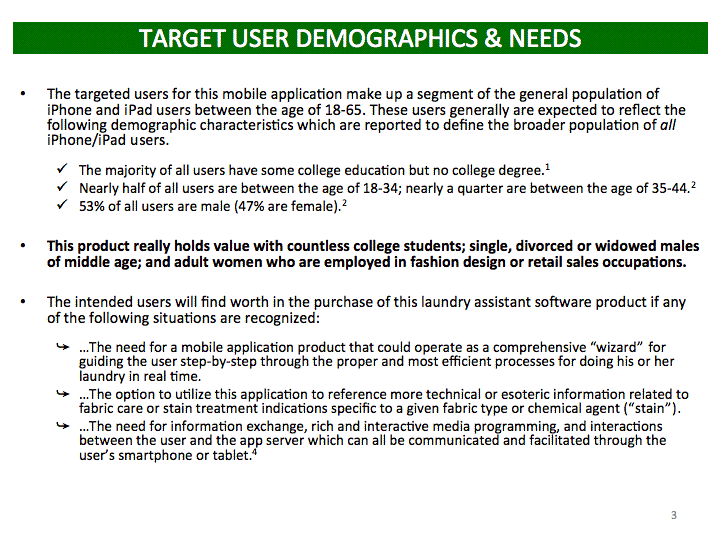 TARGET USER DEMOGRAPHICS & NEEDS
• The targeted users for this mobile application make up a segment of the general population of
iPhone and iPad users between the age of 18-65. These users generally are expected to reflect the
following demographic characteristics which are reported to define the broader population of all
iPhone/iPad users.
✓ The majority of all users have some college education but no college degree.¹
✓ Nearly half of all users are between the age of 18-34; nearly a quarter are between the age of 35-44.²
✓ 53% of all users are male (47% are female).²
• This product really holds value with countless college students; single, divorced or widowed males
of middle age; and adult women who are employed in fashion design or retail sales occupations.
• The intended users will find worth in the purchase of this laundry assistant software product if any
of the following situations are recognized:
↪ …The need for a mobile application product that could operate as a comprehensive “wizard” for
guiding the user step-by-step through the proper and most efficient processes for doing his or her
laundry in real time.
↪ …The option to utilize this application to reference more technical or esoteric information related to
fabric care or stain treatment indications specific to a given fabric type or chemical agent (“stain”).
↪ …The need for information exchange, rich and interactive media programming, and interactions
between the user and the app server which can all be communicated and facilitated through the
user’s smartphone or tablet.⁴
3